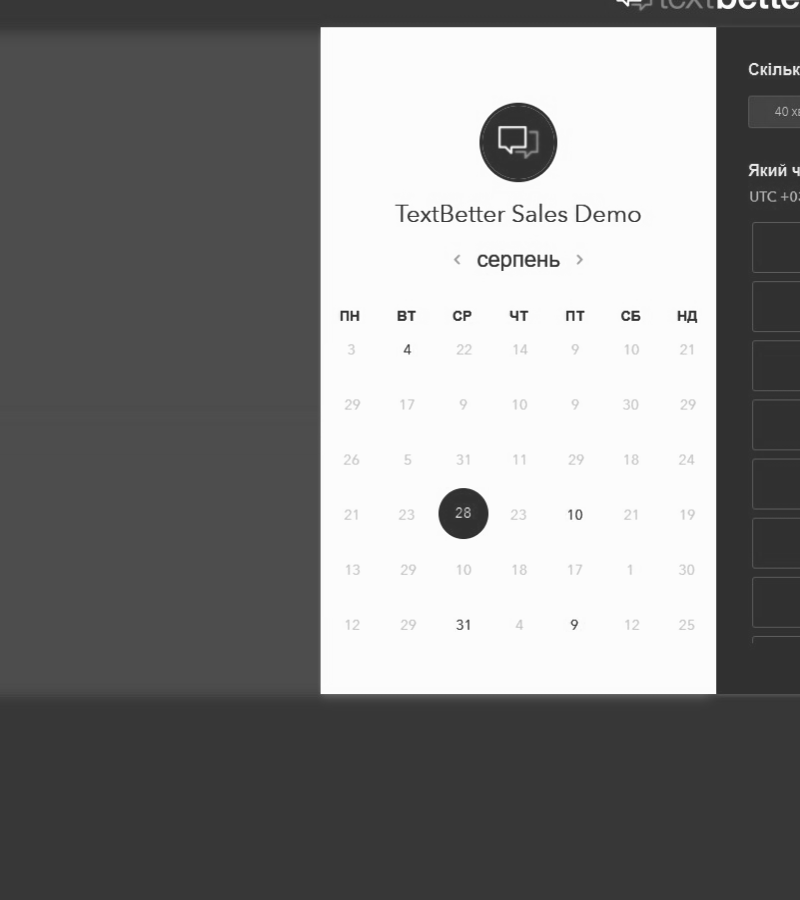 textbette
TextBetter Sales Demo
‹ серпень ›
ПН ВТ СР ЧТ ПТ СБ НД
3 4 22 14 9 10 21
29 17 9 10 9 30 29
26 5 31 11 29 18 24
21 23 28 23 10 21 19
13 29 10 18 17 1 30
12 29 31 4 9 12 25
Скільк
40 хв
Який ч
UTC +03